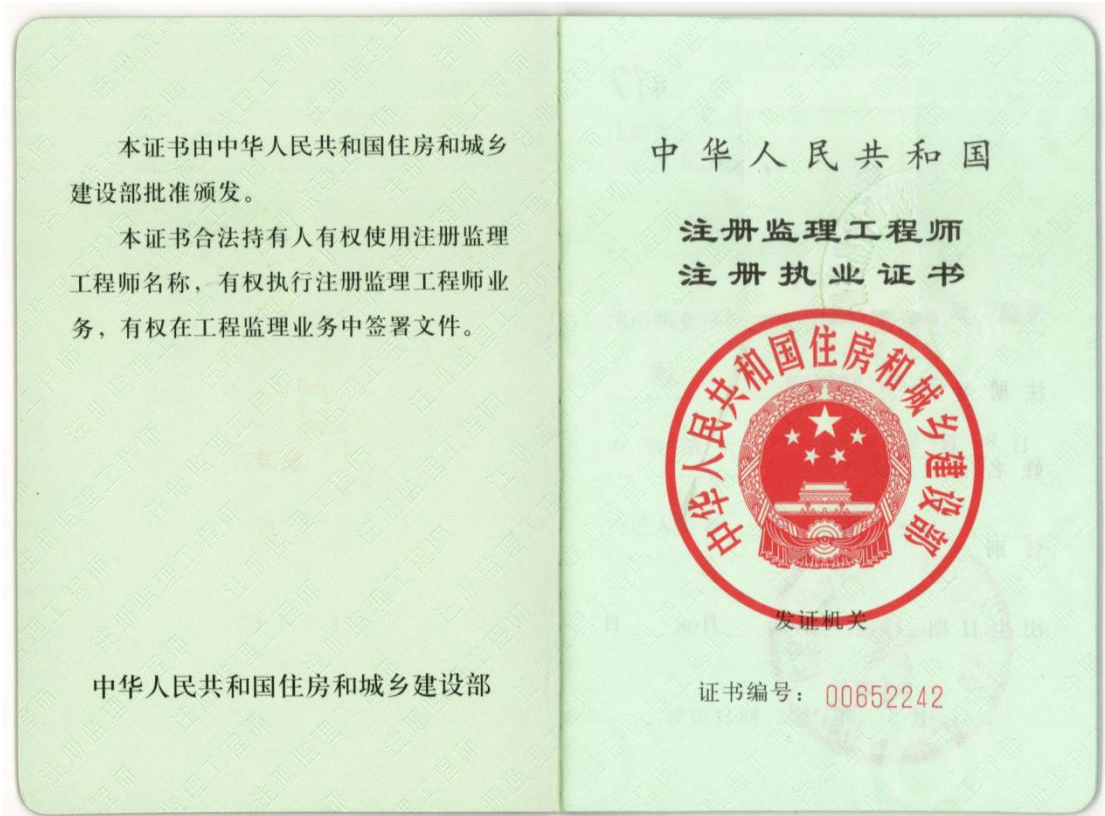 本证书由中华人民共和国住房和城乡
建设部批准颁发。
本证书合法持有人有权使用注册监理
工程师名称，有权执行注册监理工程师业
务，有权在工程监理业务中签署文件。
中华人民共和国住房和城乡建设部
中华人民共和国
注册监理工程师
注册执业证书
中华人民共和国住房和城乡建设部
发证机关
证书编号： 00652242